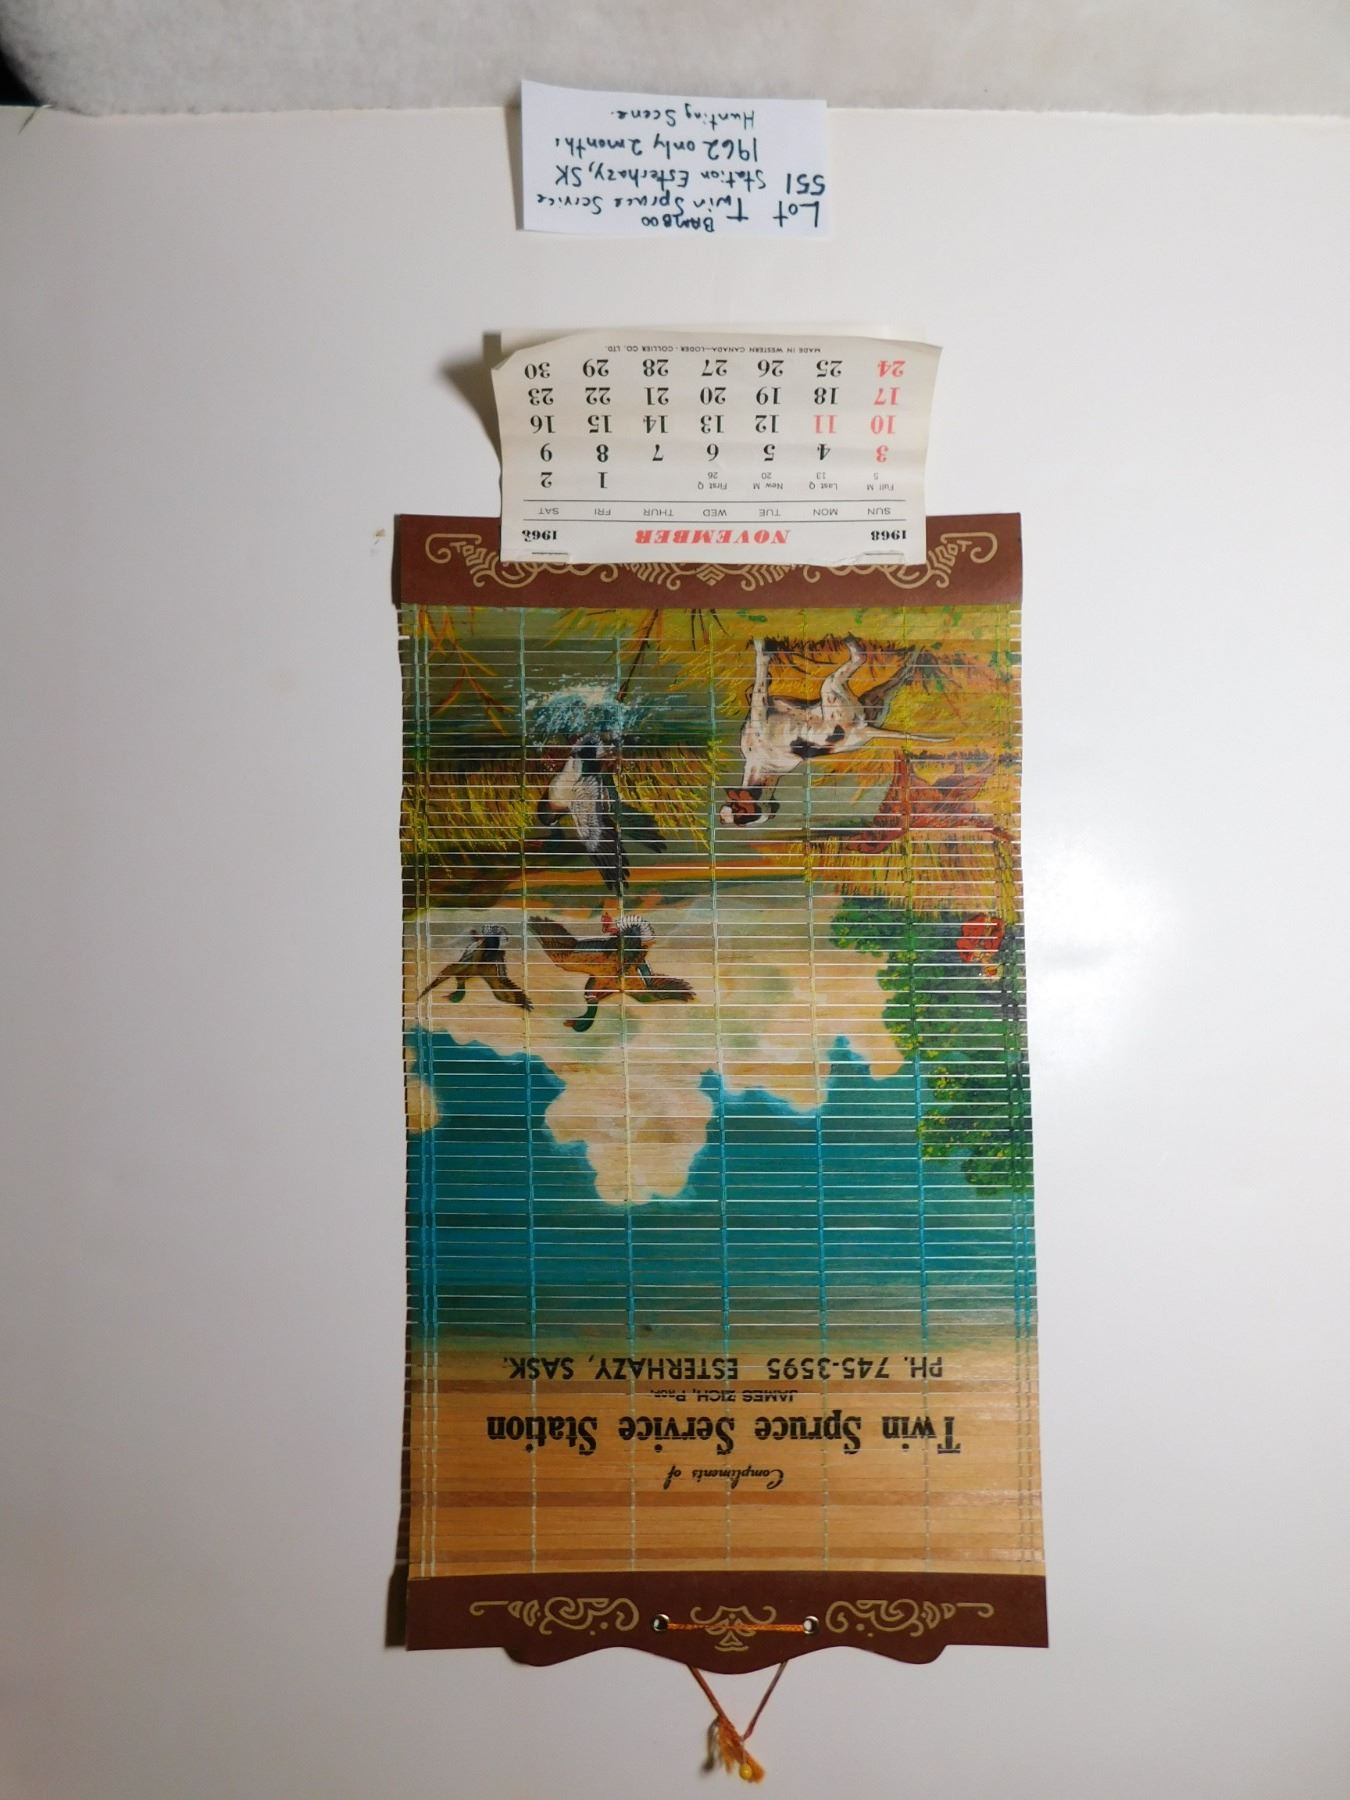 Compliments of
Twin Spruce Service Station
JAMES ZICH, PROP.
PH. 745-3595 ESTERHAZY, SASK.
1968 NOVEMBER 1968
SUN MON TUE WED THUR FRI SAT
Full M 5 Last Q 13 New M 20 First Q 26 1 2
3 4 5 6 7 8 9
10 11 12 13 14 15 16
17 18 19 20 21 22 23
24 25 26 27 28 29 30
MADE IN WESTERN CANADA—LODER - COLLIER CO. LTD.
BAMBOO
Lot Twin Spruce Service
551 Station Esterhazy, SK
1962 only 2 months
Hunting Scene.